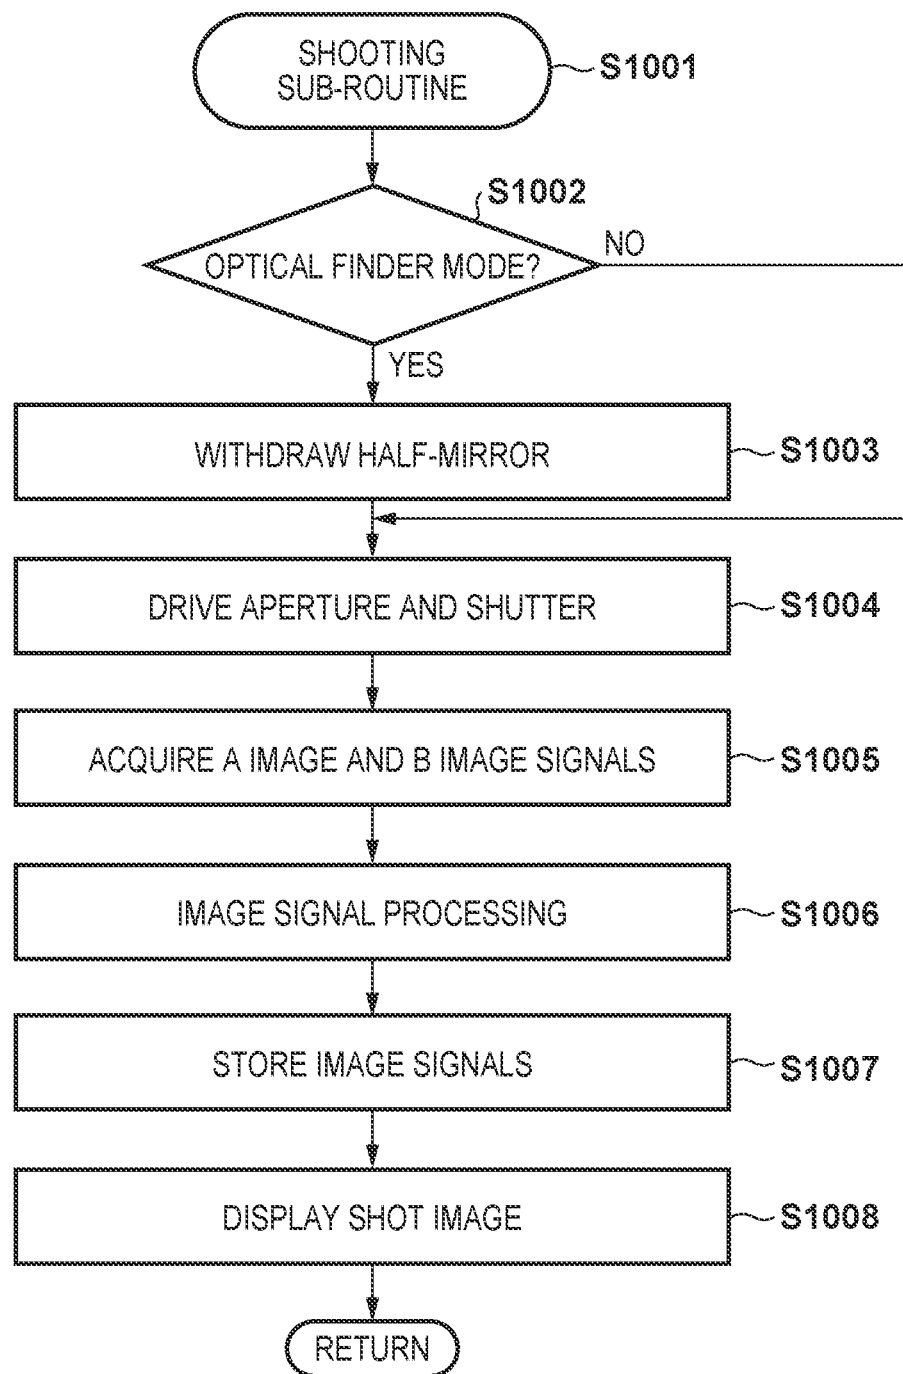 SHOOTING
SUB-ROUTINE
S1001
S1002
OPTICAL FINDER MODE?
NO
YES
WITHDRAW HALF-MIRROR
S1003
DRIVE APERTURE AND SHUTTER
S1004
ACQUIRE A IMAGE AND B IMAGE SIGNALS
S1005
IMAGE SIGNAL PROCESSING
S1006
STORE IMAGE SIGNALS
S1007
DISPLAY SHOT IMAGE
S1008
RETURN